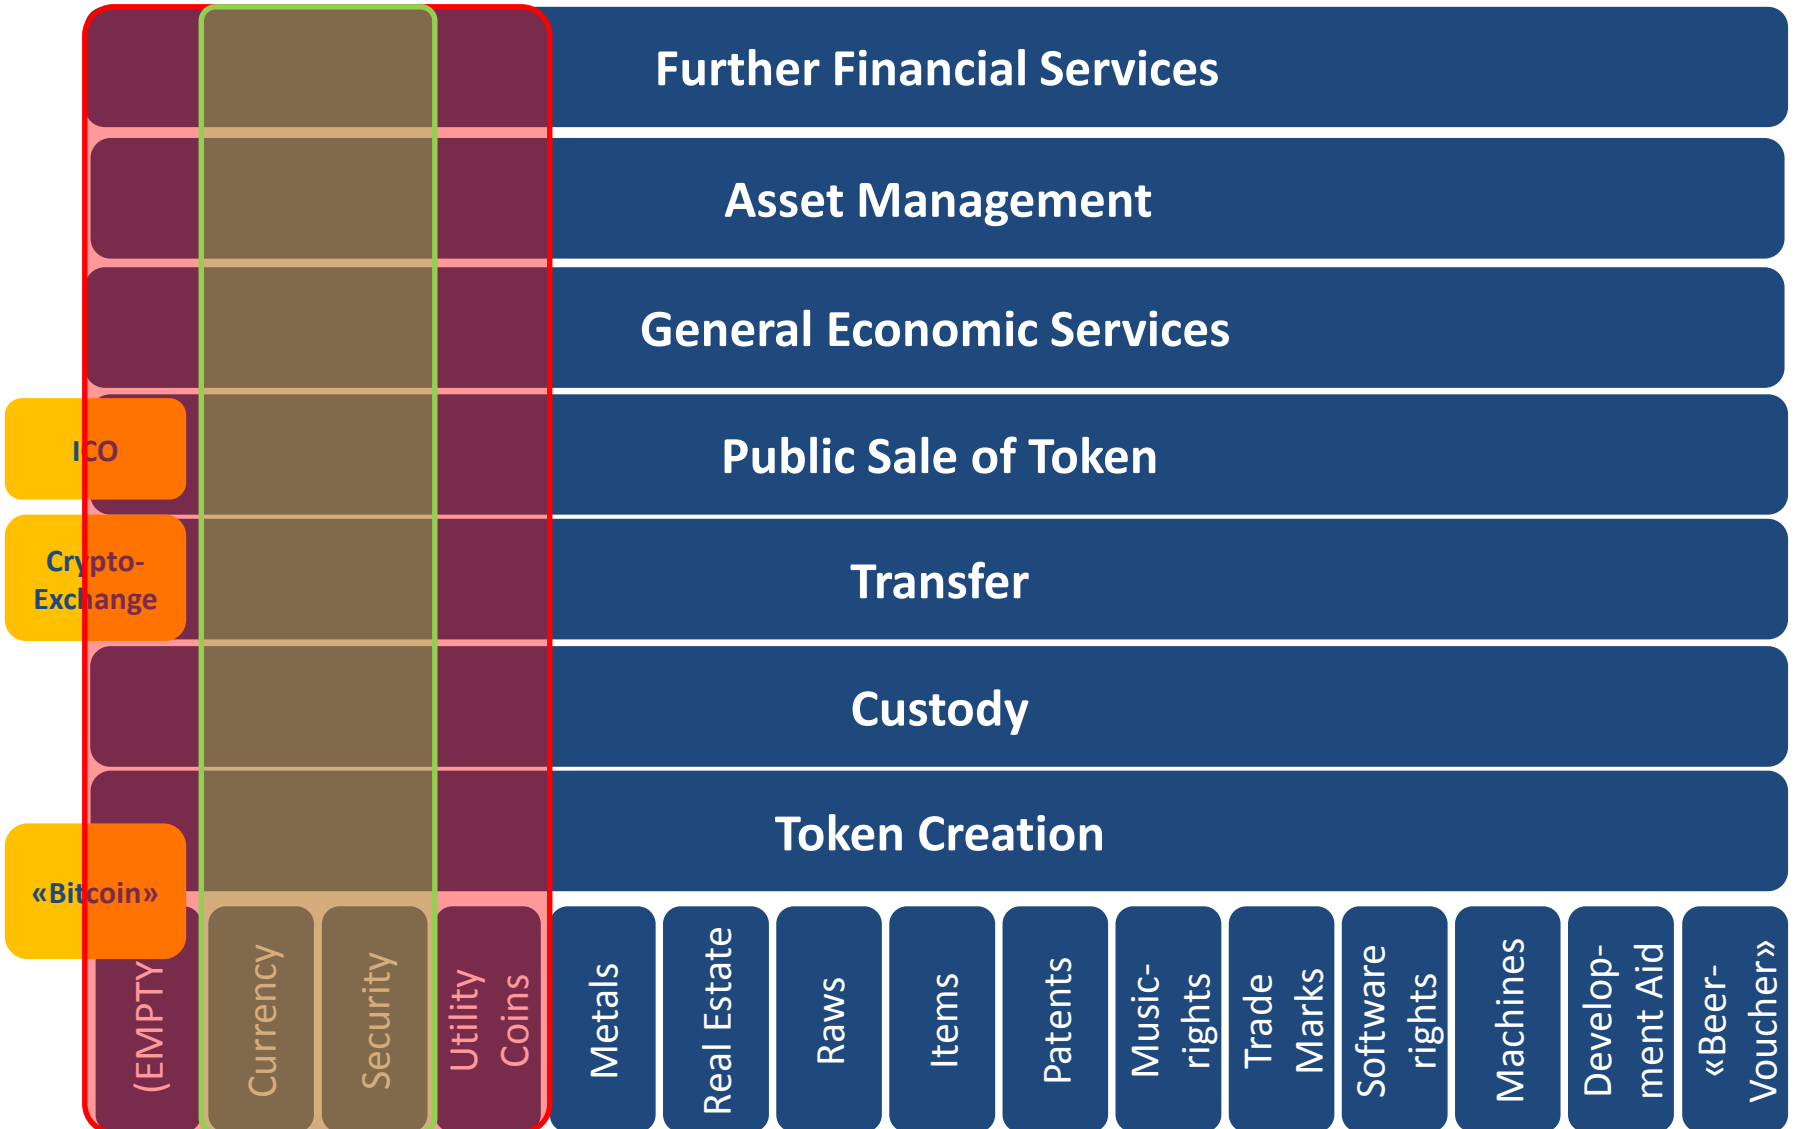 Further Financial Services
Asset Management
General Economic Services
ICO
Public Sale of Token
Crypto-
Exchange
Transfer
Custody
Token Creation
«Bitcoin»
(EMPTY
Currency
Security
Utility
Coins
Metals
Real Estate
Raws
Items
Patents
Music-
rights
Trade
Marks
Software
rights
Machines
Develop-
ment Aid
«Beer-
Voucher»